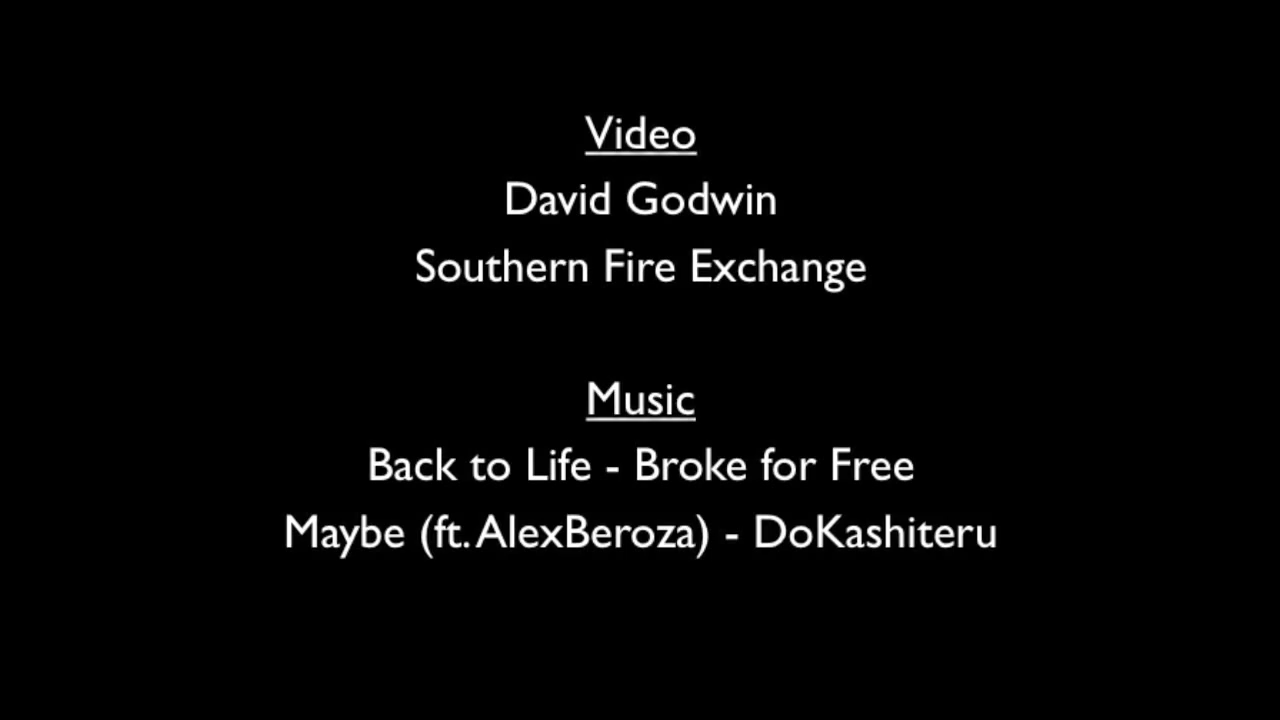 Video
David Godwin
Southern Fire Exchange
Music
Back to Life - Broke for Free
Maybe (ft. AlexBeroza) - DoKashiteru